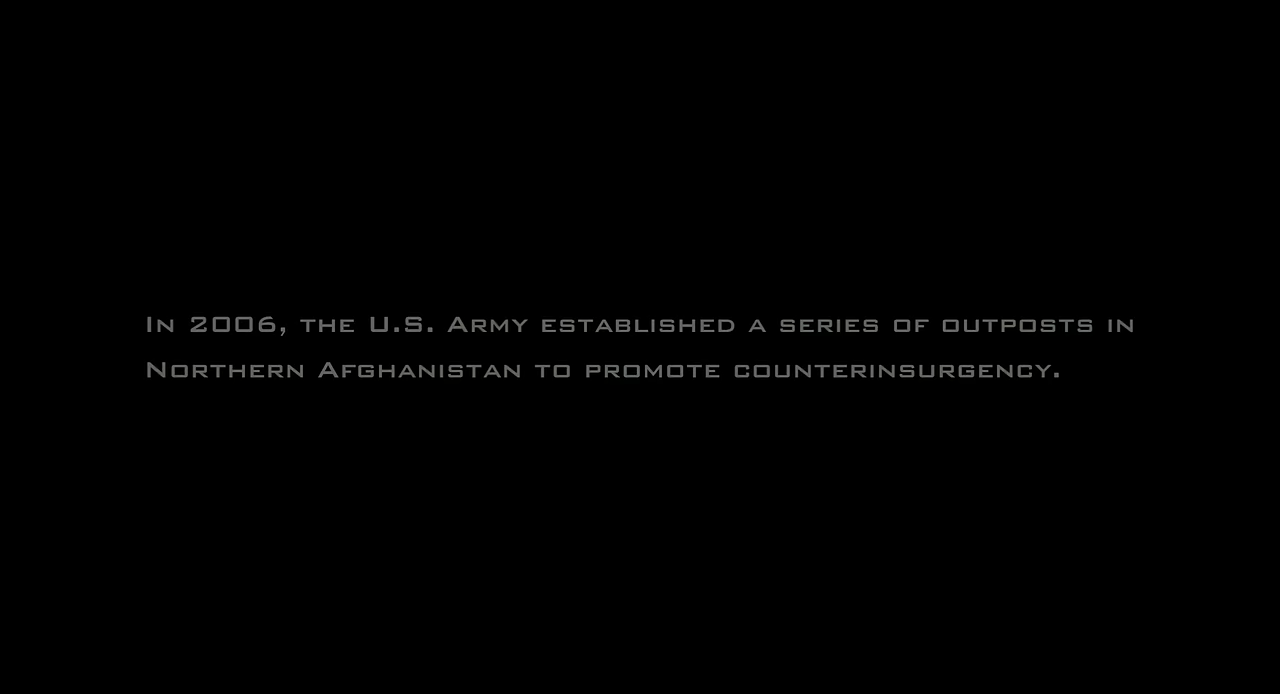 In 2006, the U.S. Army established a series of outposts in
Northern Afghanistan to promote counterinsurgency.